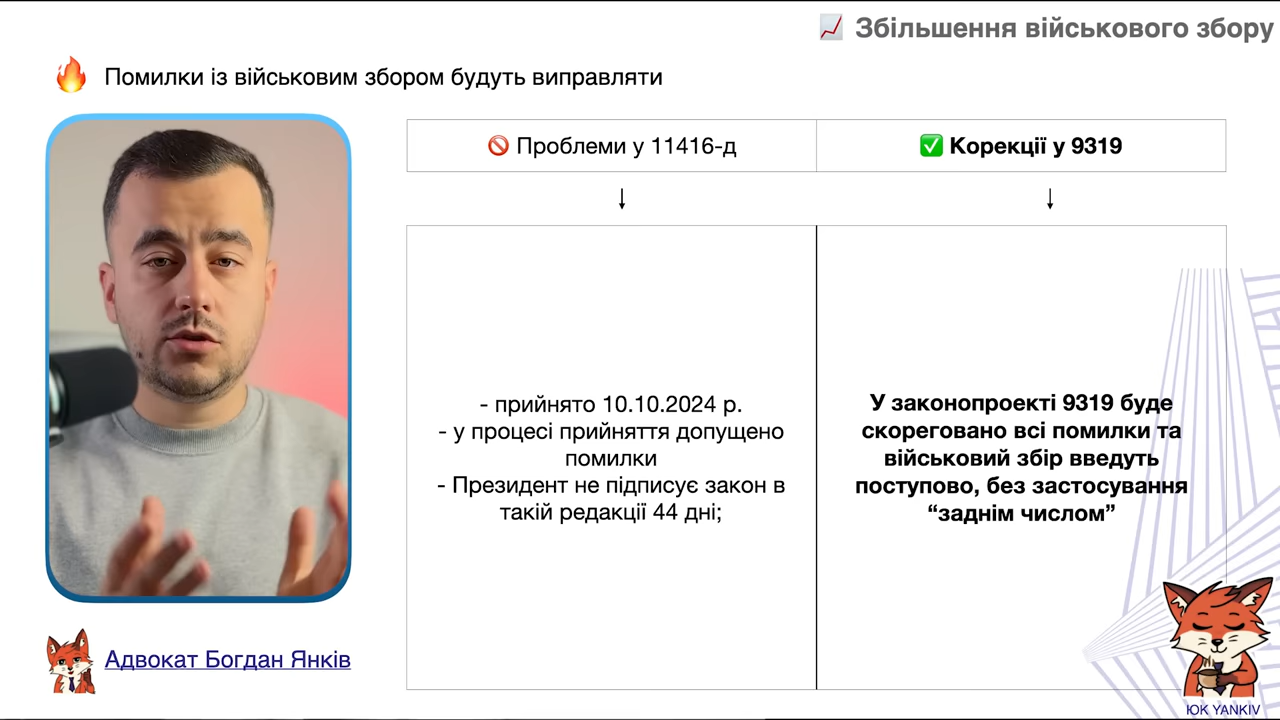 Збільшення військового збору
Помилки із військовим збором будуть виправляти
Проблеми у 11416-д
Корекції у 9319
- прийнято 10.10.2024 р.
- у процесі прийняття допущено
помилки
- Президент не підписує закон в
такій редакції 44 дні;
У законопроекті 9319 буде
скореговано всі помилки та
військовий збір введуть
поступово, без застосування
“заднім числом”
Адвокат Богдан Янків
ЮК YANKIV